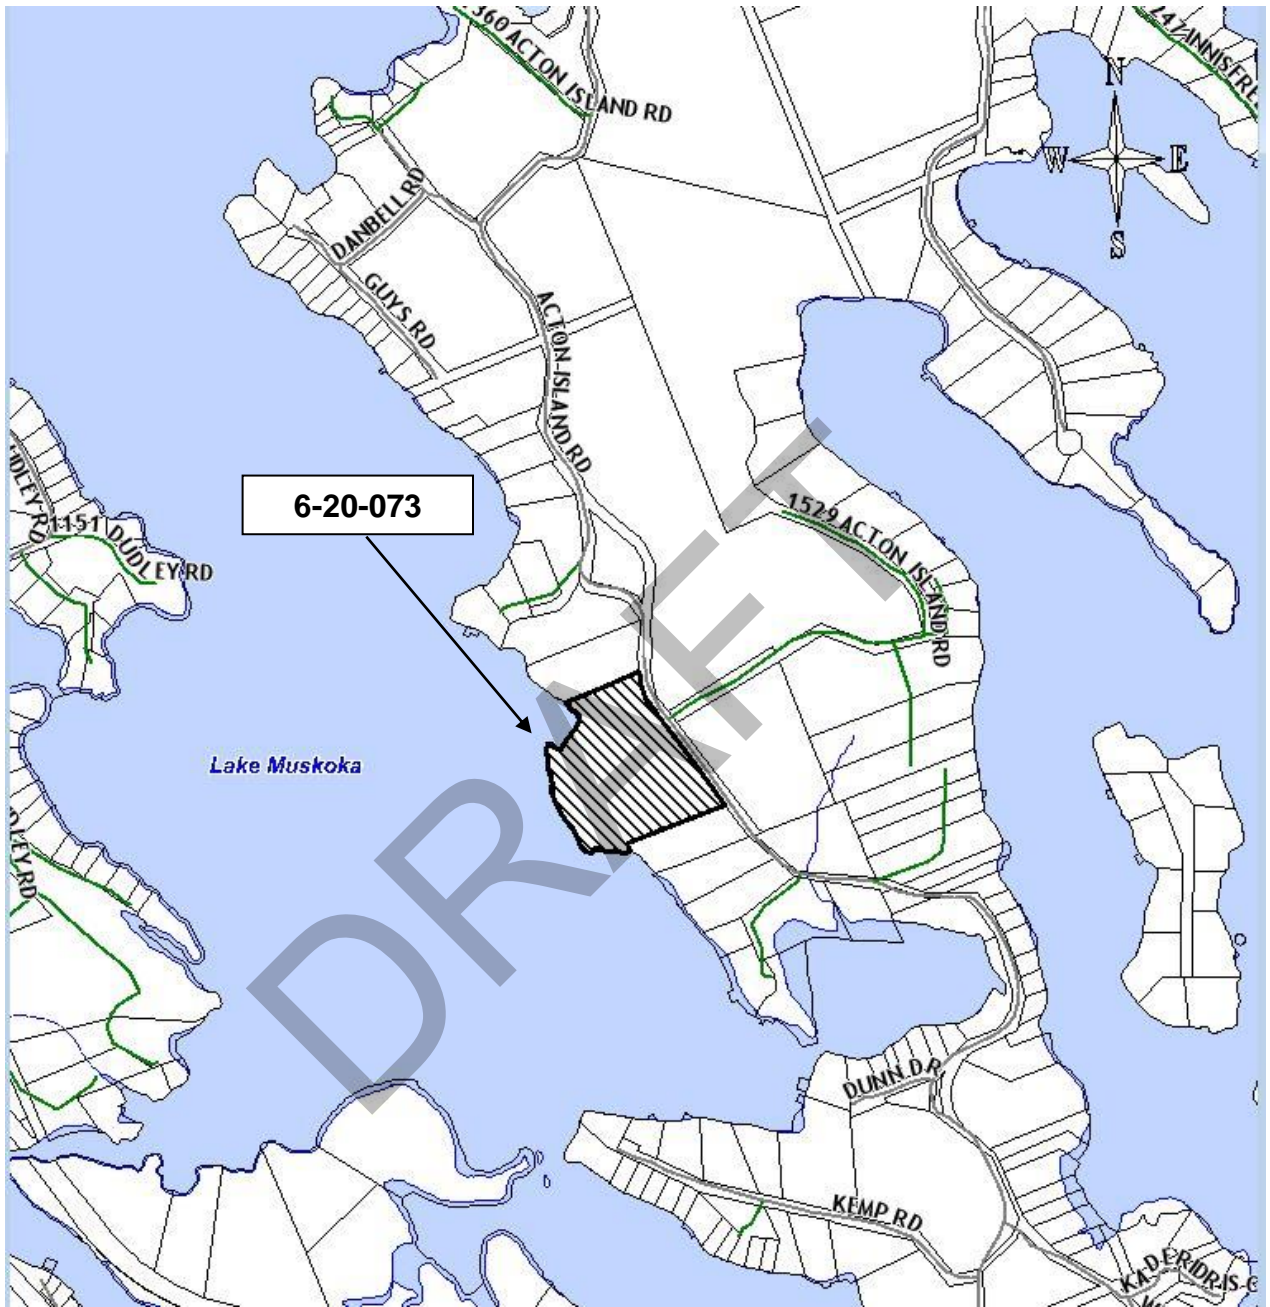 360 ACTON ISLAND RD
N
W E
S
DANBELL RD
GUYS RD
ACTON ISLAND RD
6-20-073
1529 ACTON ISLAND RD
1151 DUDLEY RD
Lake Muskoka
DRAFT
DUNN DR
KEMP RD